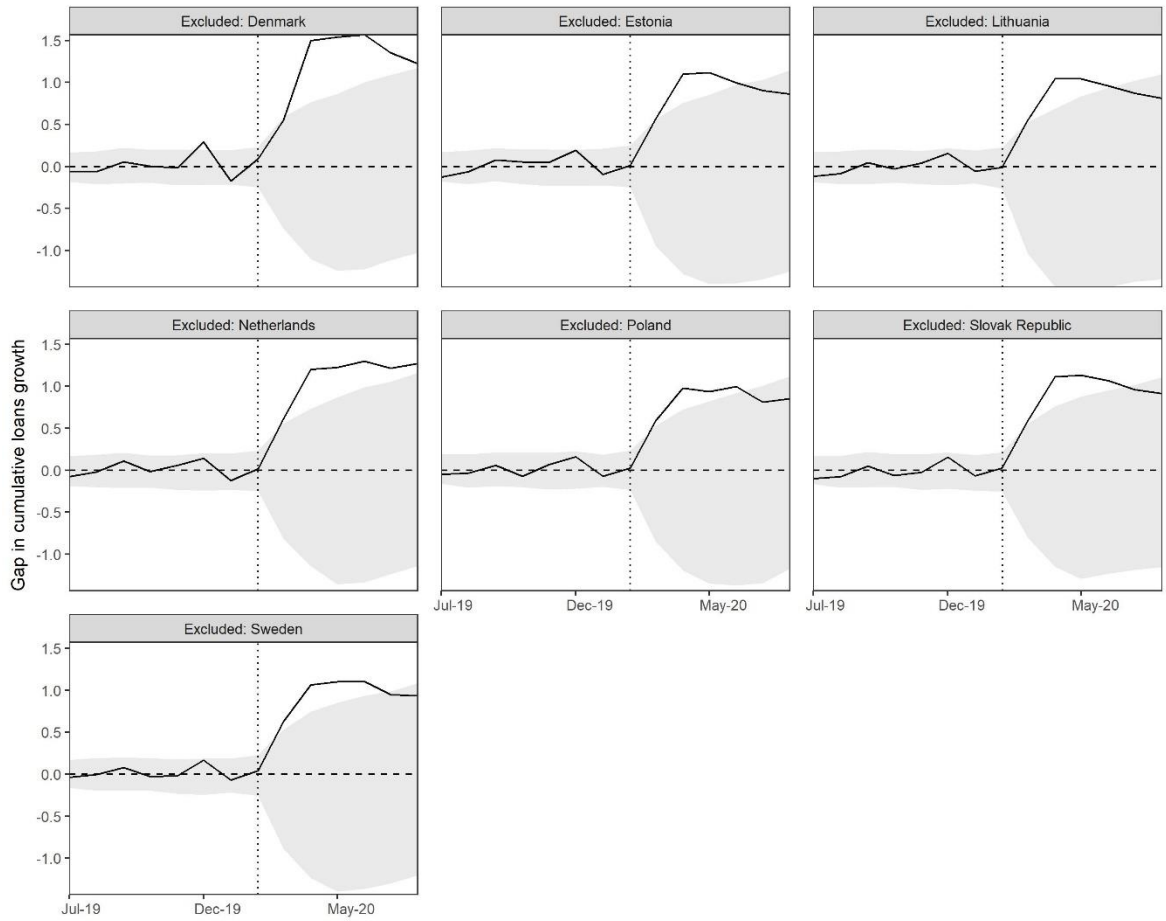 Excluded: Denmark
Excluded: Estonia
Excluded: Lithuania
1.5
1.0
0.5
0.0
-0.5
-1.0
Gap in cumulative loans growth
Excluded: Netherlands
Excluded: Poland
Excluded: Slovak Republic
1.5
1.0
0.5
0.0
-0.5
-1.0
Jul-19 Dec-19 May-20
Jul-19 Dec-19 May-20
Excluded: Sweden
1.5
1.0
0.5
0.0
-0.5
-1.0
Jul-19 Dec-19 May-20